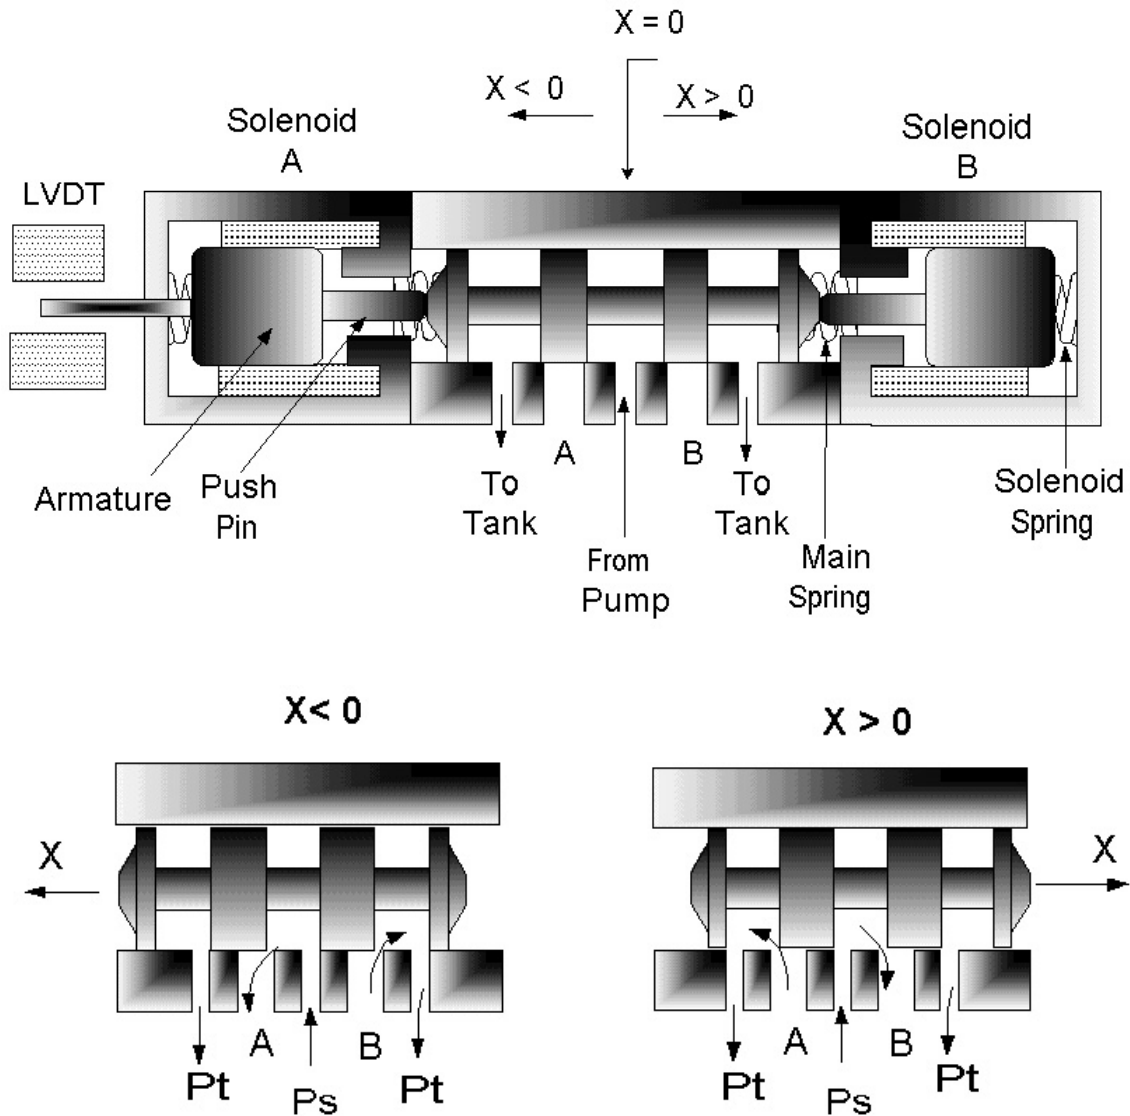 X = 0
X < 0
X > 0
Solenoid
A
Solenoid
B
LVDT
A
B
Armature
Push
Pin
To
Tank
To
Tank
From
Pump
Main
Spring
Solenoid
Spring
X< 0
X > 0
X
X
A
B
Pt
Ps
Pt
A
B
Pt
Ps
Pt